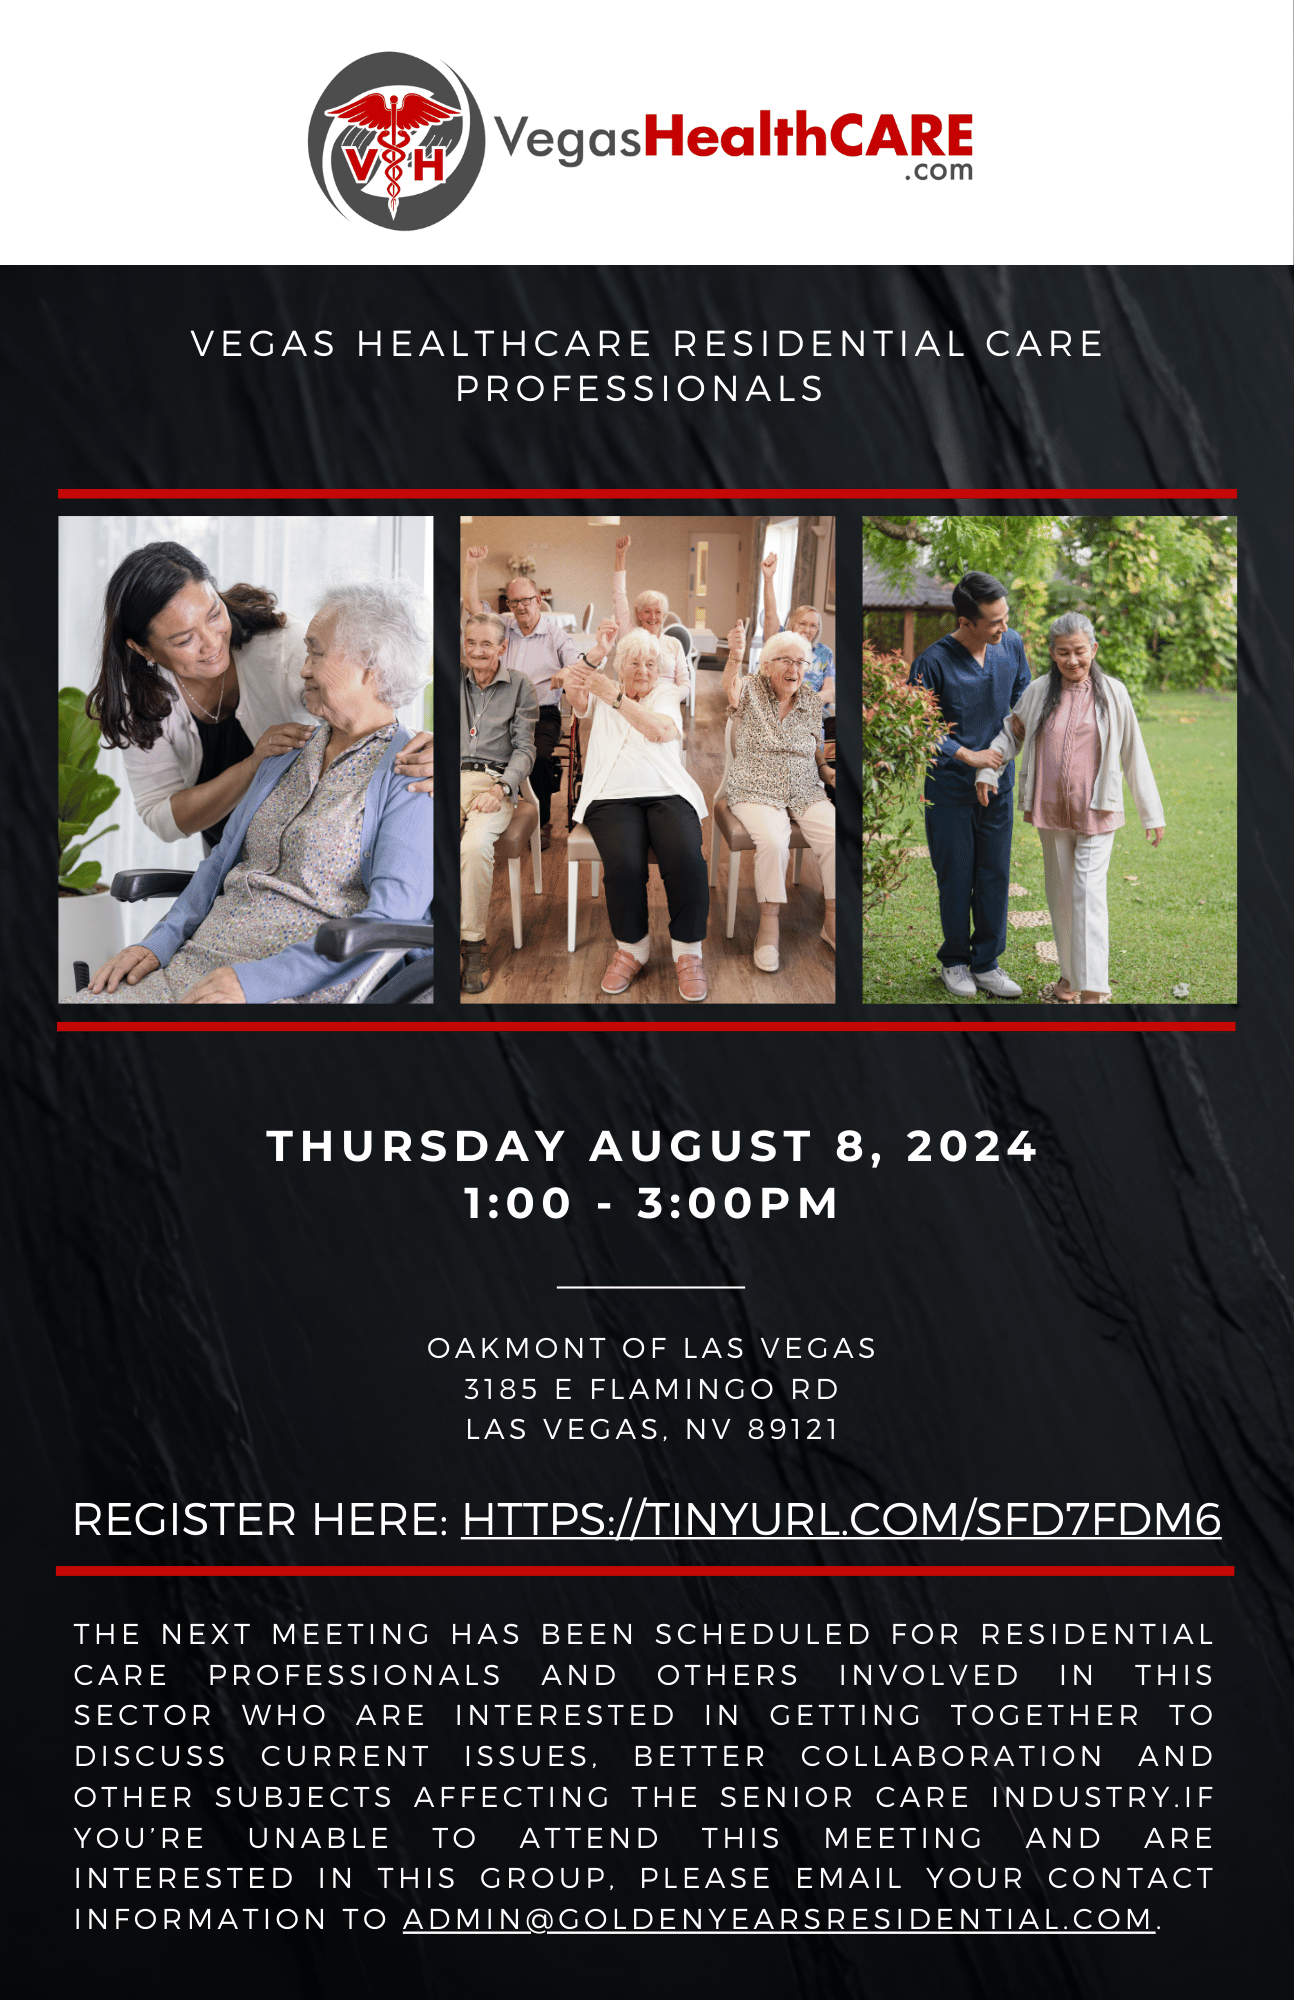 V H
VegasHealthCARE
.com
VEGAS HEALTHCARE RESIDENTIAL CARE
PROFESSIONALS
THURSDAY AUGUST 8, 2024
1:00 - 3:00PM
OAKMONT OF LAS VEGAS
3185 E FLAMINGO RD
LAS VEGAS, NV 89121
REGISTER HERE: HTTPS://TINYURL.COM/SFD7FDM6
THE NEXT MEETING HAS BEEN SCHEDULED FOR RESIDENTIAL
CARE PROFESSIONALS AND OTHERS INVOLVED IN THIS
SECTOR WHO ARE INTERESTED IN GETTING TOGETHER TO
DISCUSS CURRENT ISSUES, BETTER COLLABORATION AND
OTHER SUBJECTS AFFECTING THE SENIOR CARE INDUSTRY.IF
YOU’RE UNABLE TO ATTEND THIS MEETING AND ARE
INTERESTED IN THIS GROUP, PLEASE EMAIL YOUR CONTACT
INFORMATION TO ADMIN@GOLDENYEARSRESIDENTIAL.COM.